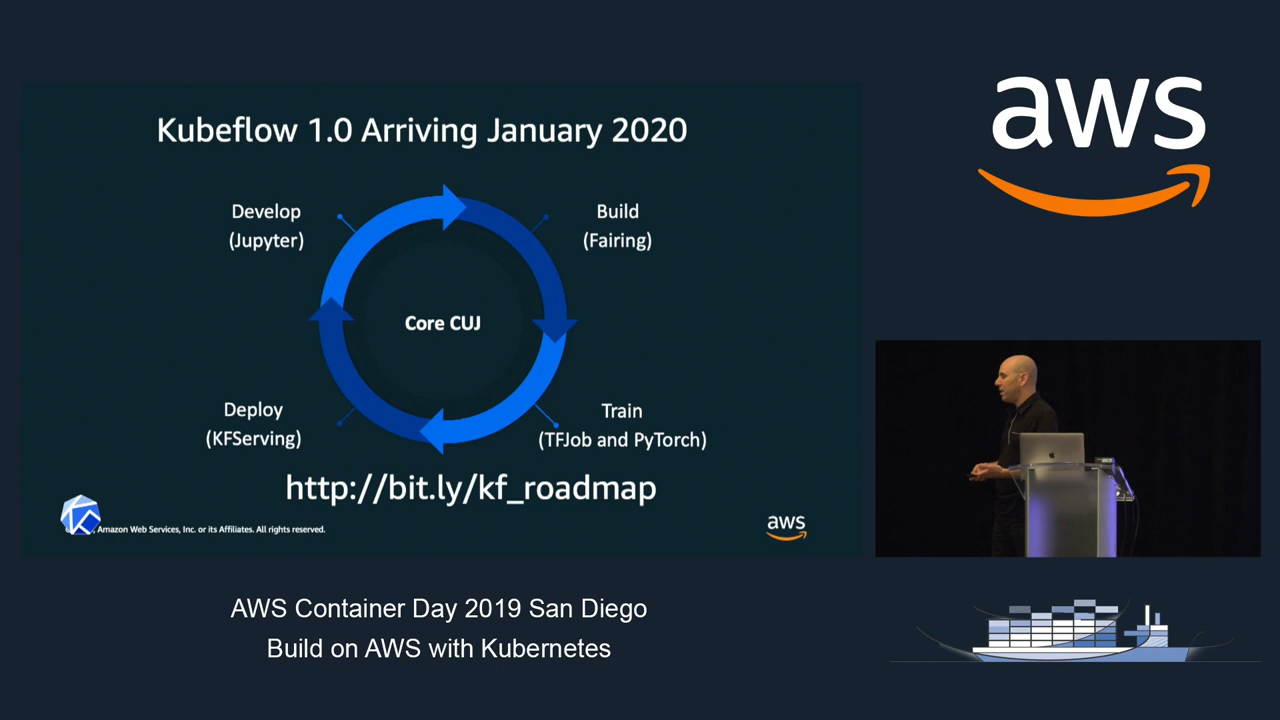 Kubeflow 1.0 Arriving January 2020
Develop
(Jupyter)
Build
(Fairing)
Core CUJ
Deploy
(KFServing)
Train
(TFJob and PyTorch)
http://bit.ly/kf_roadmap
Amazon Web Services, Inc. or its Affiliates. All rights reserved.
aws
aws
AWS Container Day 2019 San Diego
Build on AWS with Kubernetes